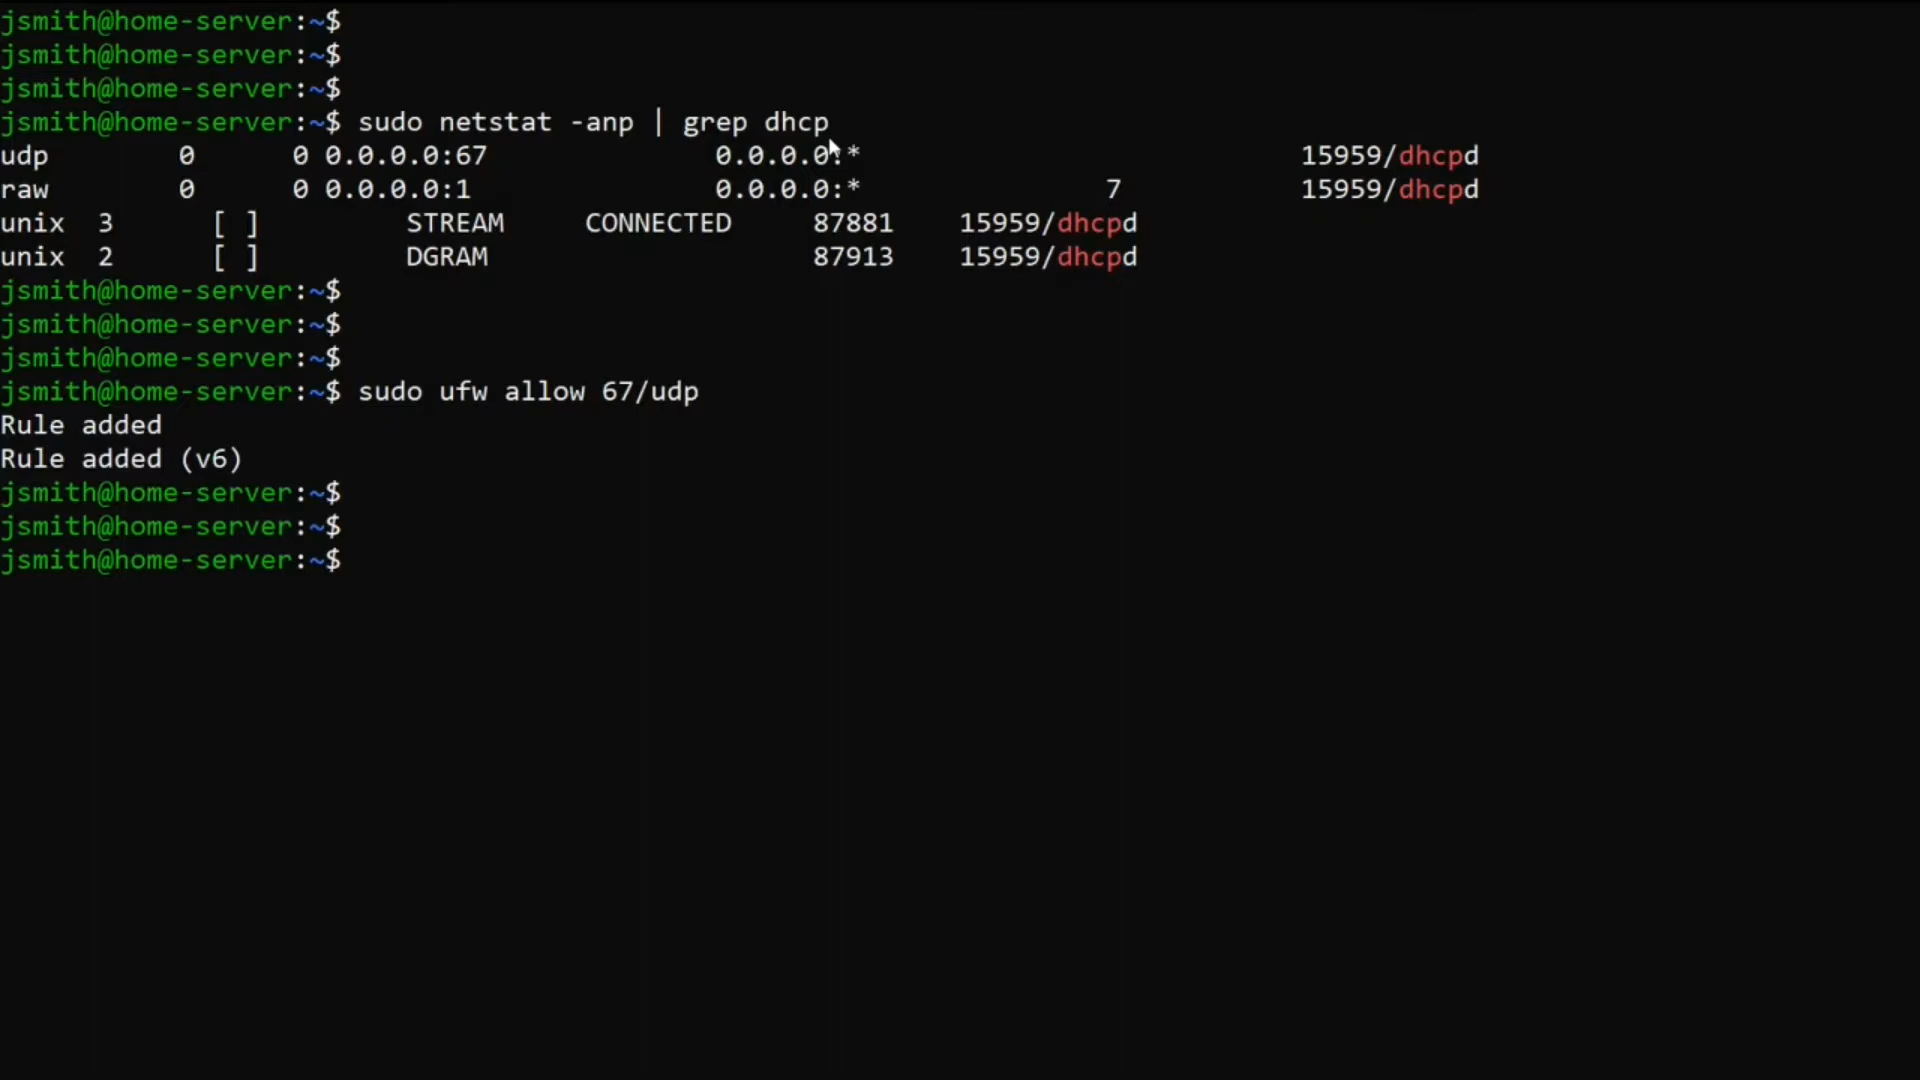 jsmith@home-server:~$
jsmith@home-server:~$
jsmith@home-server:~$
jsmith@home-server:~$ sudo netstat -anp | grep dhcp
udp 0 0 0.0.0.0:67 0.0.0.0:* 15959/dhcpd
raw 0 0 0.0.0.0:1 0.0.0.0:* 7 15959/dhcpd
unix 3 [ ] STREAM CONNECTED 87881 15959/dhcpd
unix 2 [ ] DGRAM 87913 15959/dhcpd
jsmith@home-server:~$
jsmith@home-server:~$
jsmith@home-server:~$
jsmith@home-server:~$ sudo ufw allow 67/udp
Rule added
Rule added (v6)
jsmith@home-server:~$
jsmith@home-server:~$
jsmith@home-server:~$